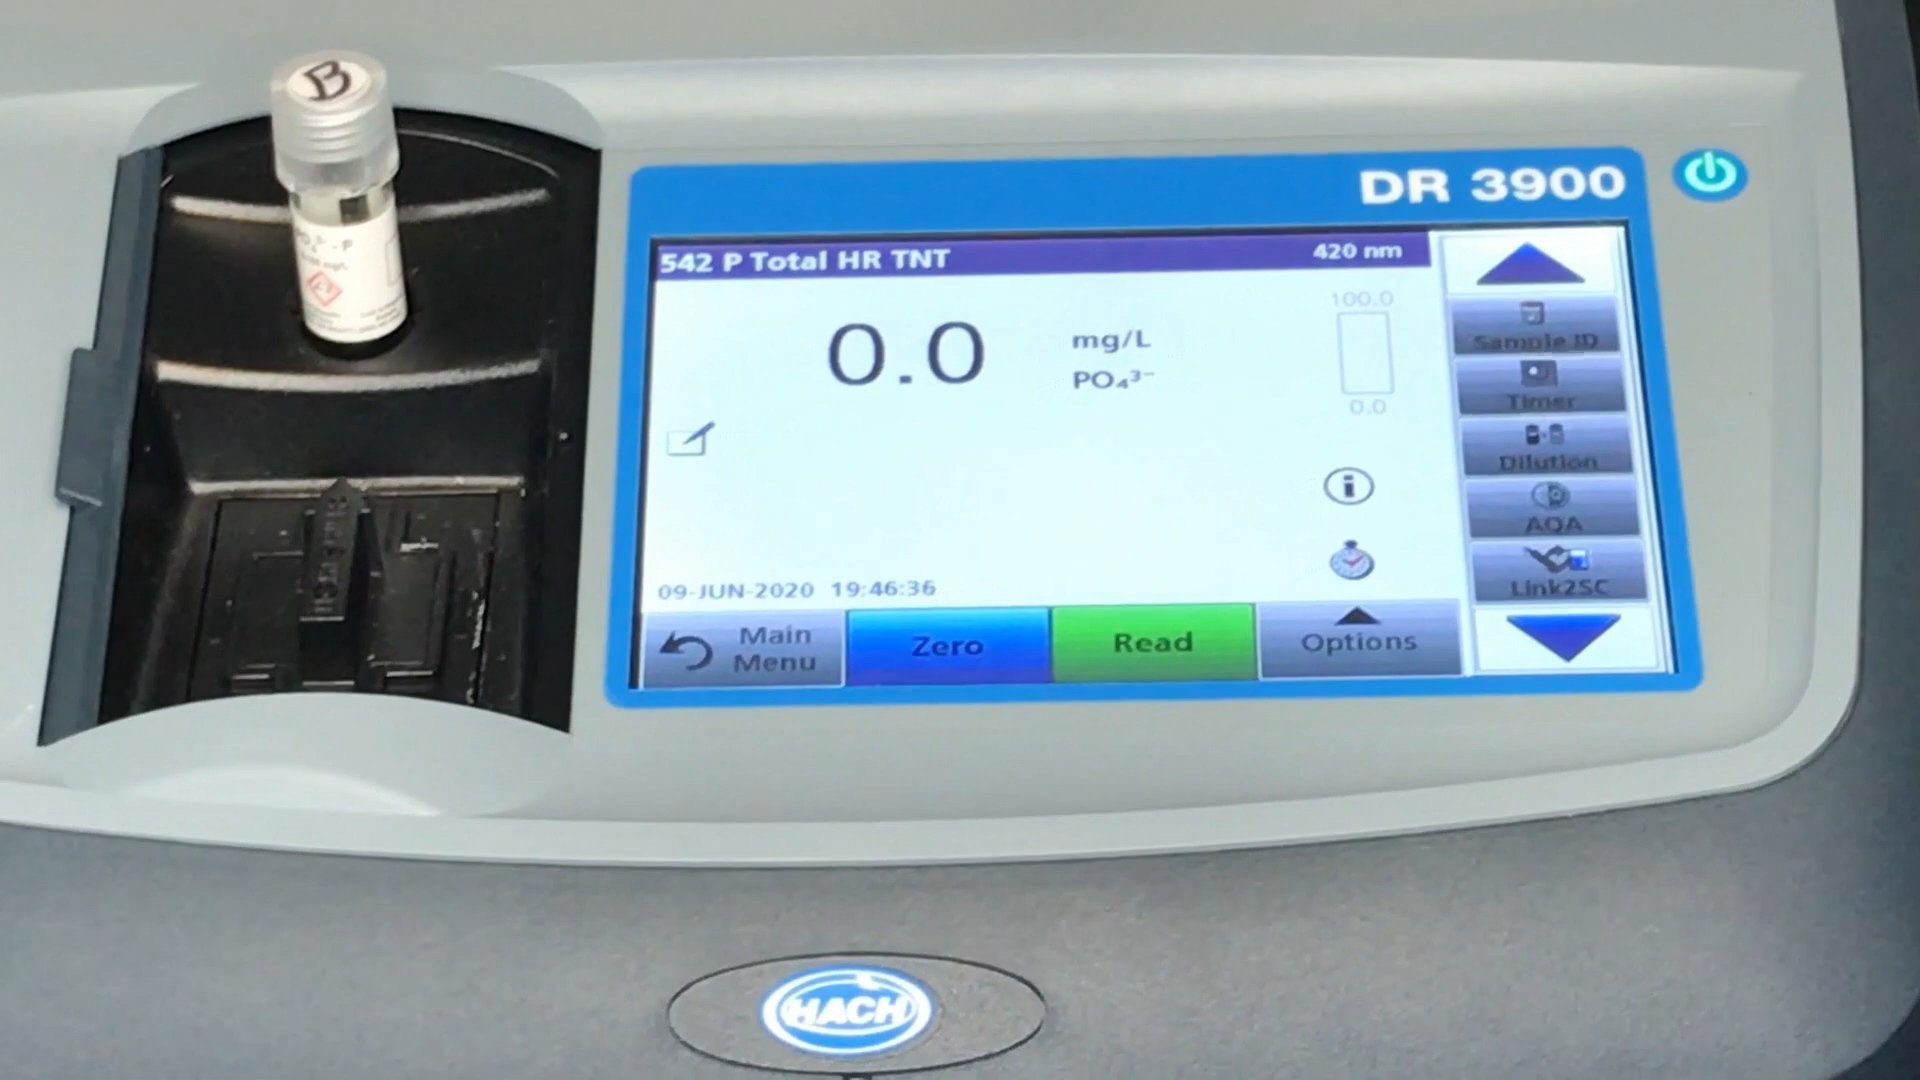 B
DR 3900
542 P Total HR TNT 420 nm
100.0
0.0 mg/L
PO₄³⁻
0.0
09-JUN-2020 19:46:36
Main
Menu
Zero
Read
Options
Sample ID
Timer
Dilution
AQA
Link2SC
HACH